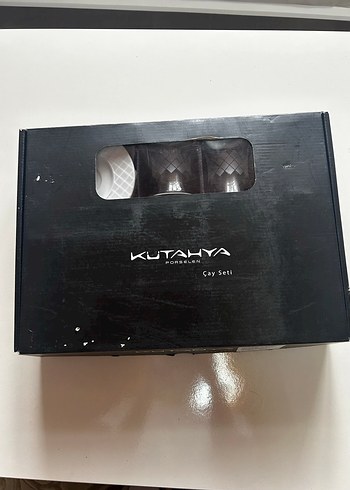 KUTAHYA
PORSELEN
Çay Seti